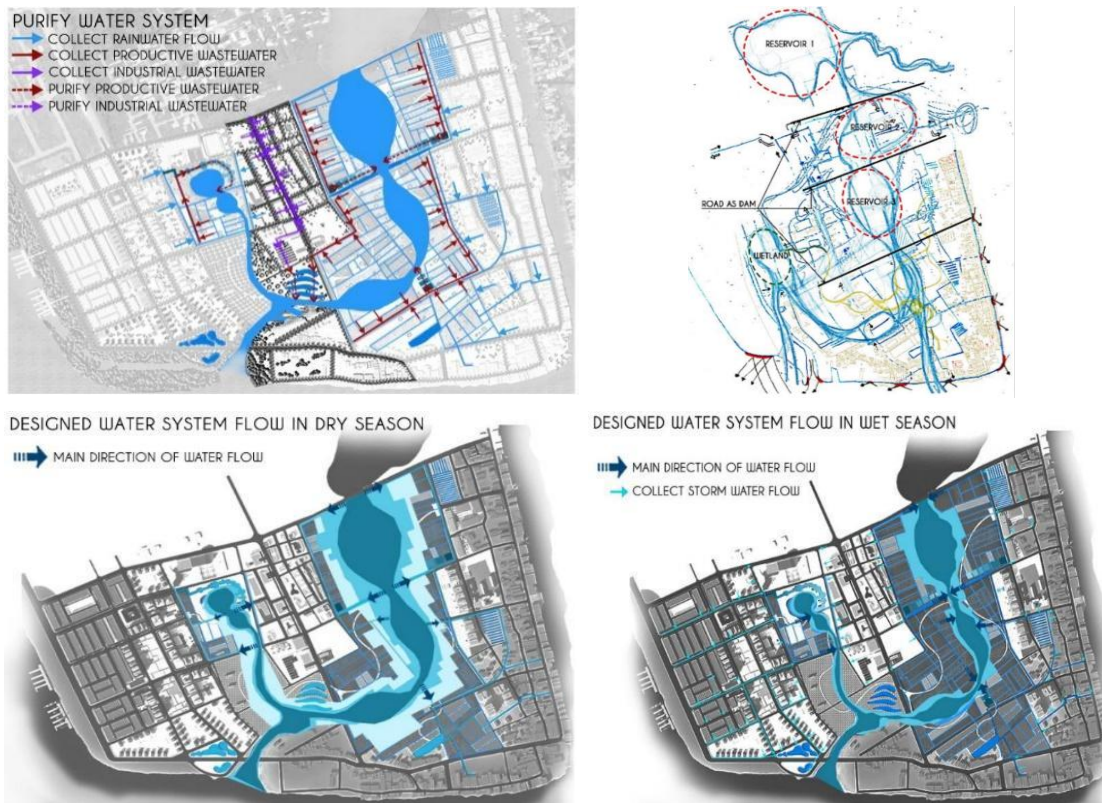 PURIFY WATER SYSTEM
COLLECT RAINWATER FLOW
COLLECT PRODUCTIVE WASTEWATER
COLLECT INDUSTRIAL WASTEWATER
PURIFY PRODUCTIVE WASTEWATER
PURIFY INDUSTRIAL WASTEWATER
RESERVOIR 1
RESERVOIR 2
RESERVOIR 3
ROAD AS DAM
WETLAND
DESIGNED WATER SYSTEM FLOW IN DRY SEASON
MAIN DIRECTION OF WATER FLOW
DESIGNED WATER SYSTEM FLOW IN WET SEASON
MAIN DIRECTION OF WATER FLOW
COLLECT STORM WATER FLOW